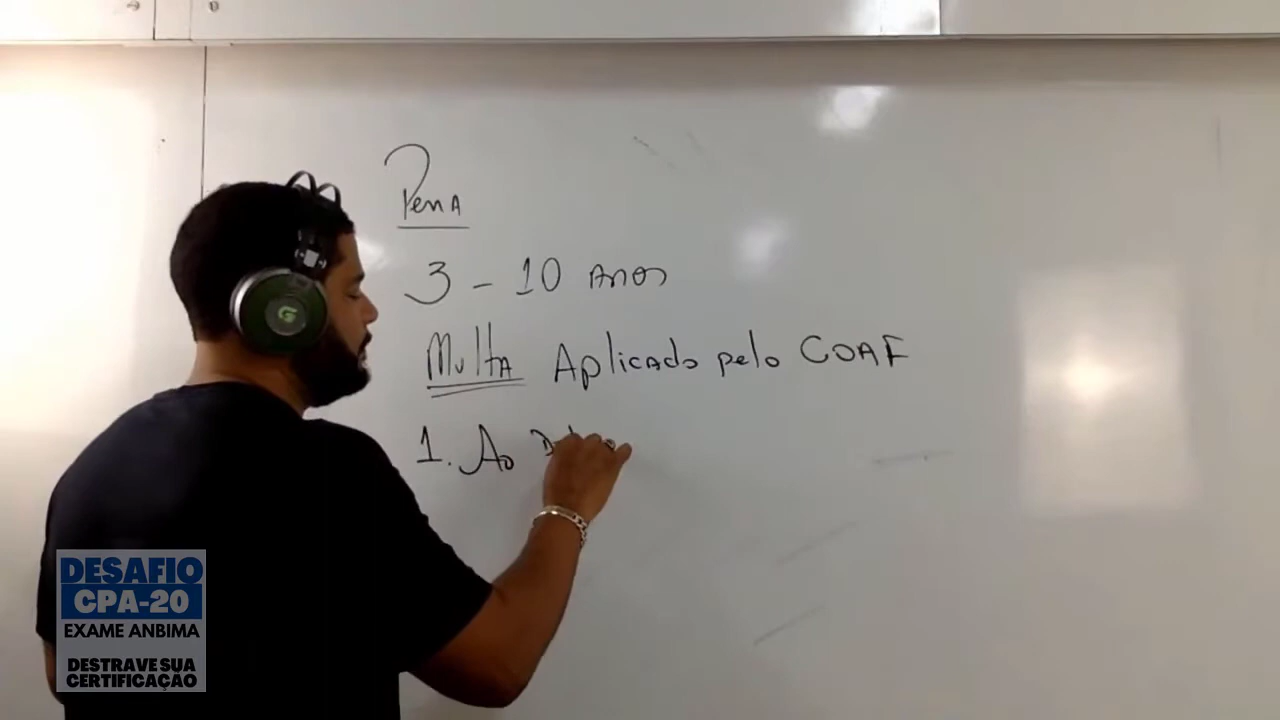 Pena
3 - 10 Anos
Multa Aplicado pelo COAF
1. Ao
DESAFIO
CPA-20
EXAME ANBIMA
DESTRAVE SUA
CERTIFICAÇÃO